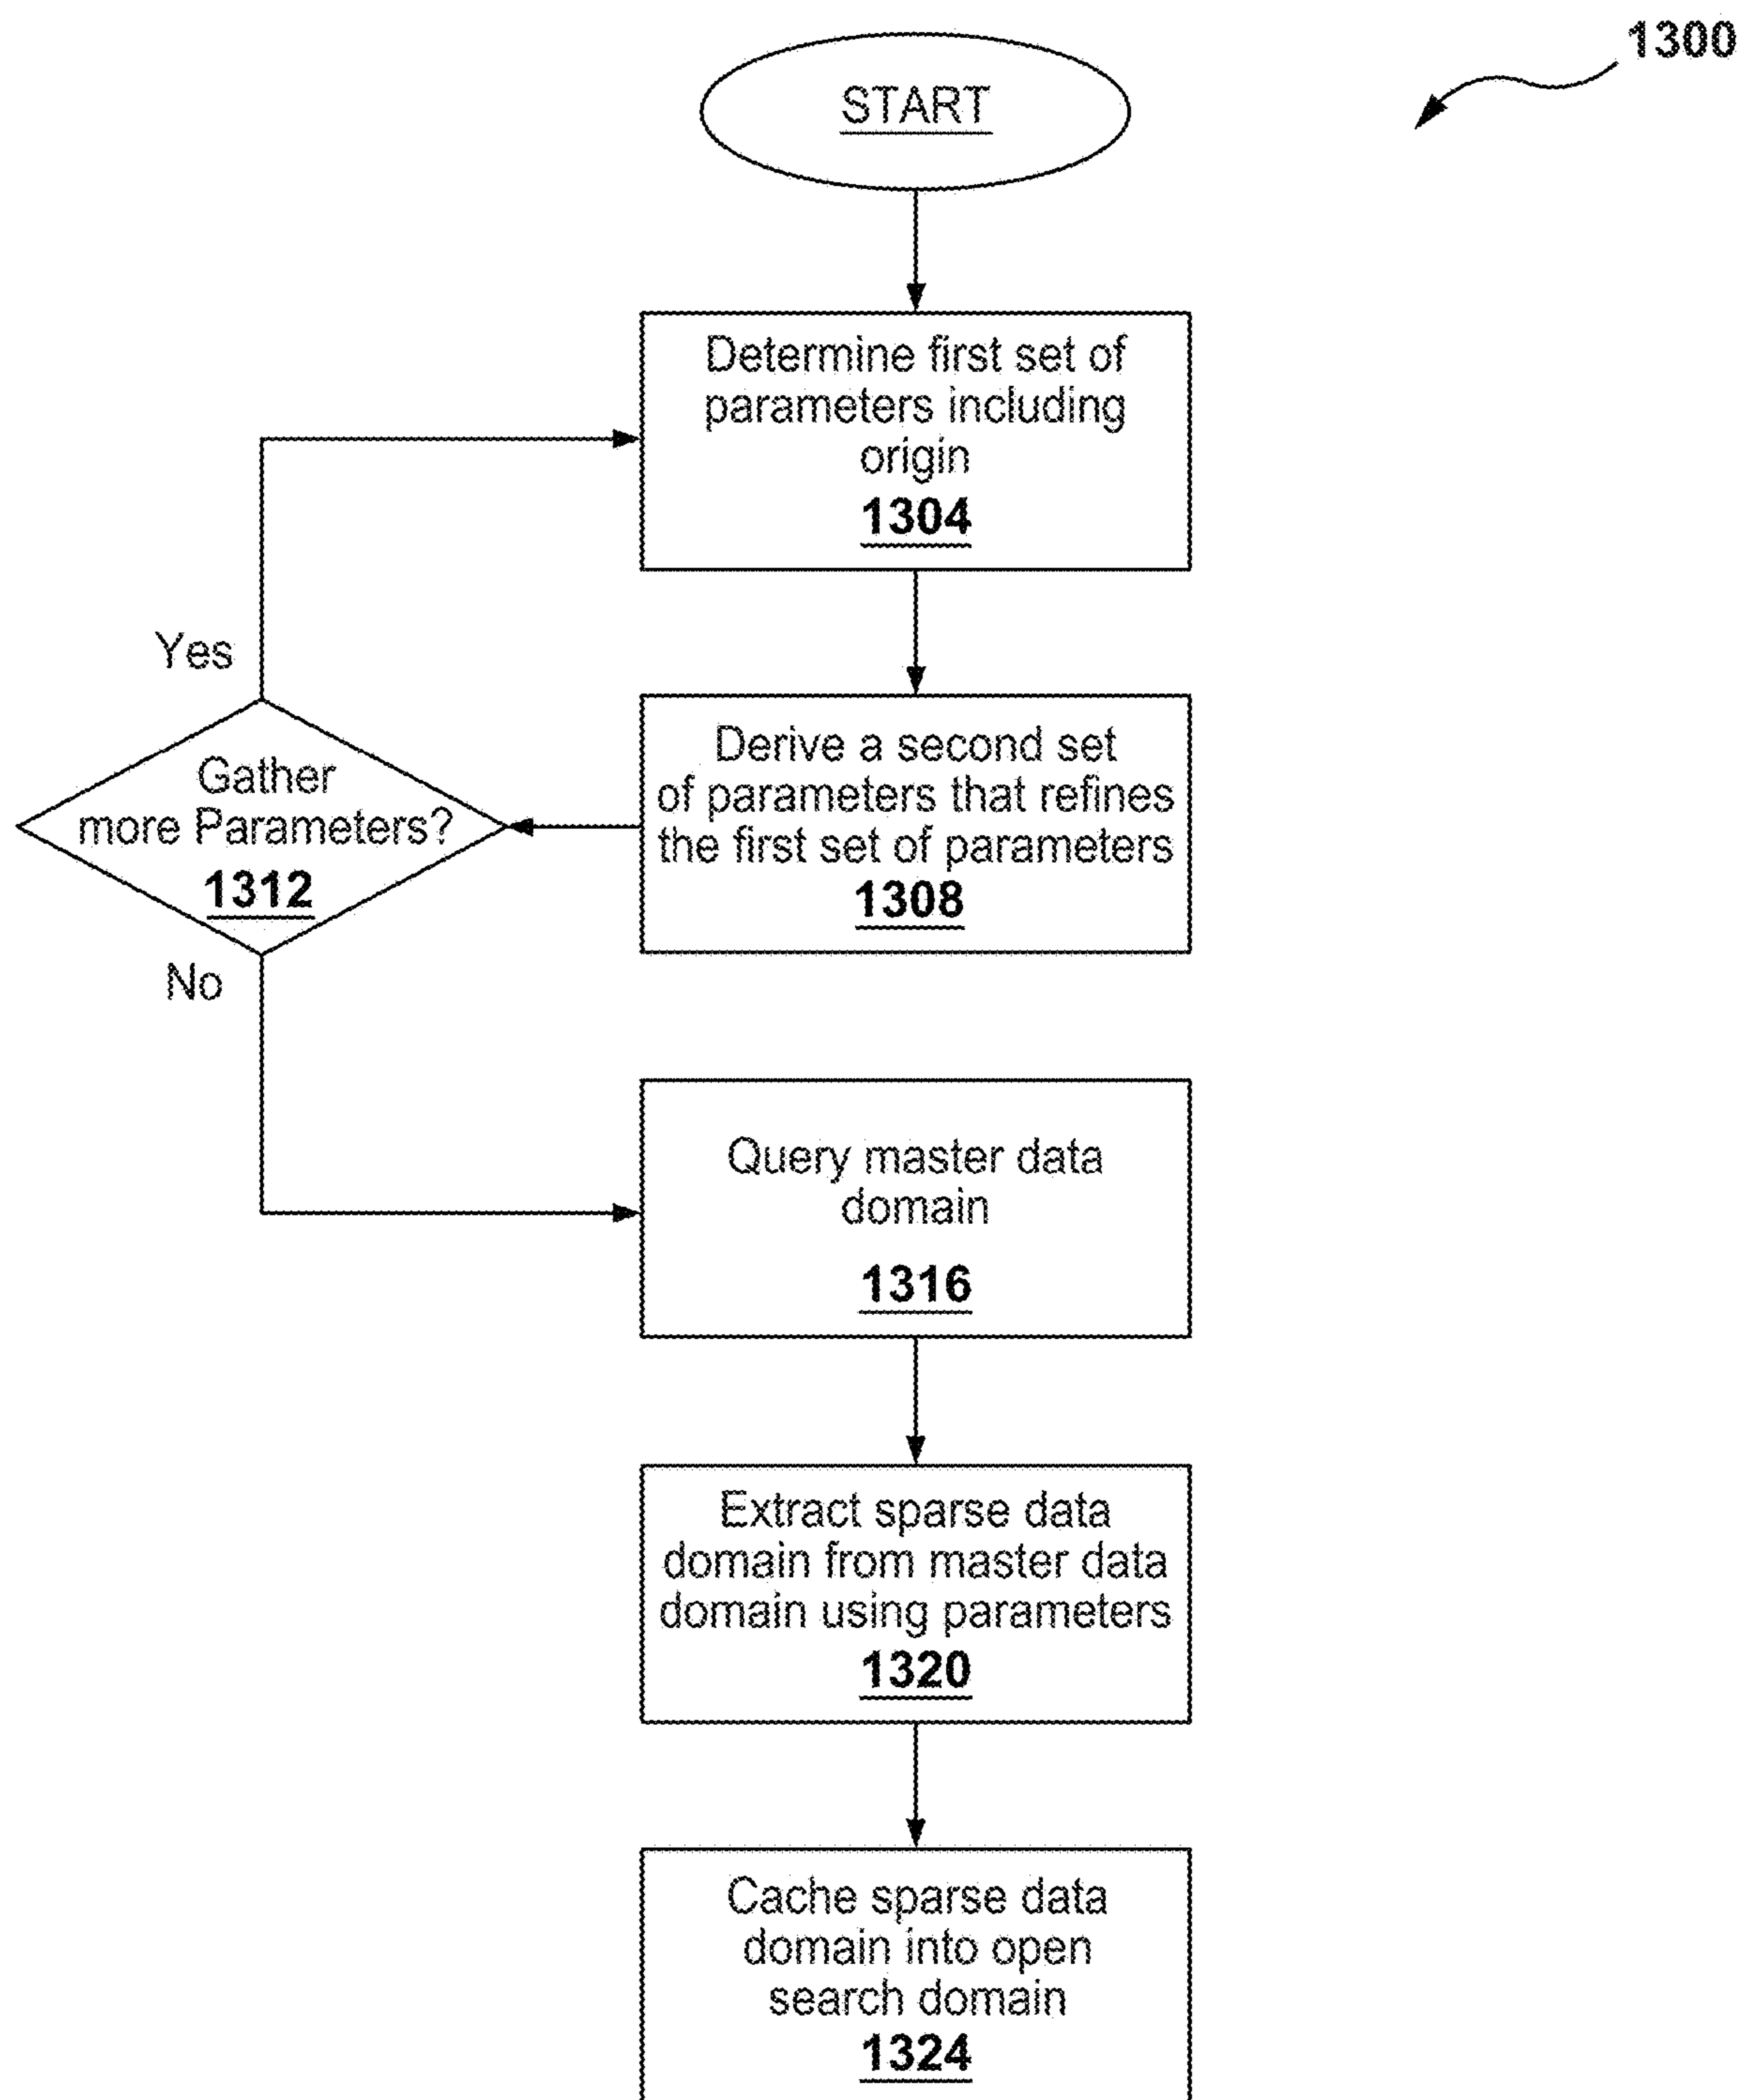 1300
START
Determine first set of
parameters including
origin
1304
Yes
Derive a second set
of parameters that refines
the first set of parameters
1308
Gather
more Parameters?
1312
No
Query master data
domain
1316
Extract sparse data
domain from master data
domain using parameters
1320
Cache sparse data
domain into open
search domain
1324